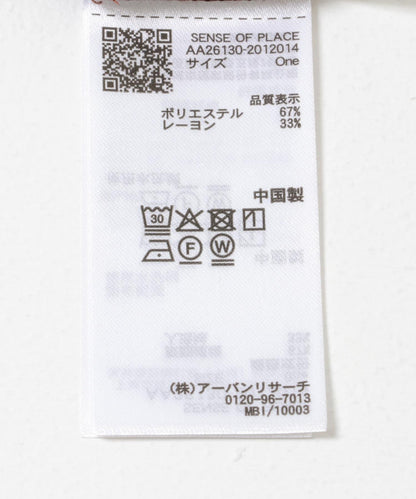 SENSE OF PLACE
AA26130-2012014
サイズ One
品質表示
ポリエステル 67%
レーヨン 33%
中国製
30
F W
(株)アーバンリサーチ
0120-96-7013
MBI/10003